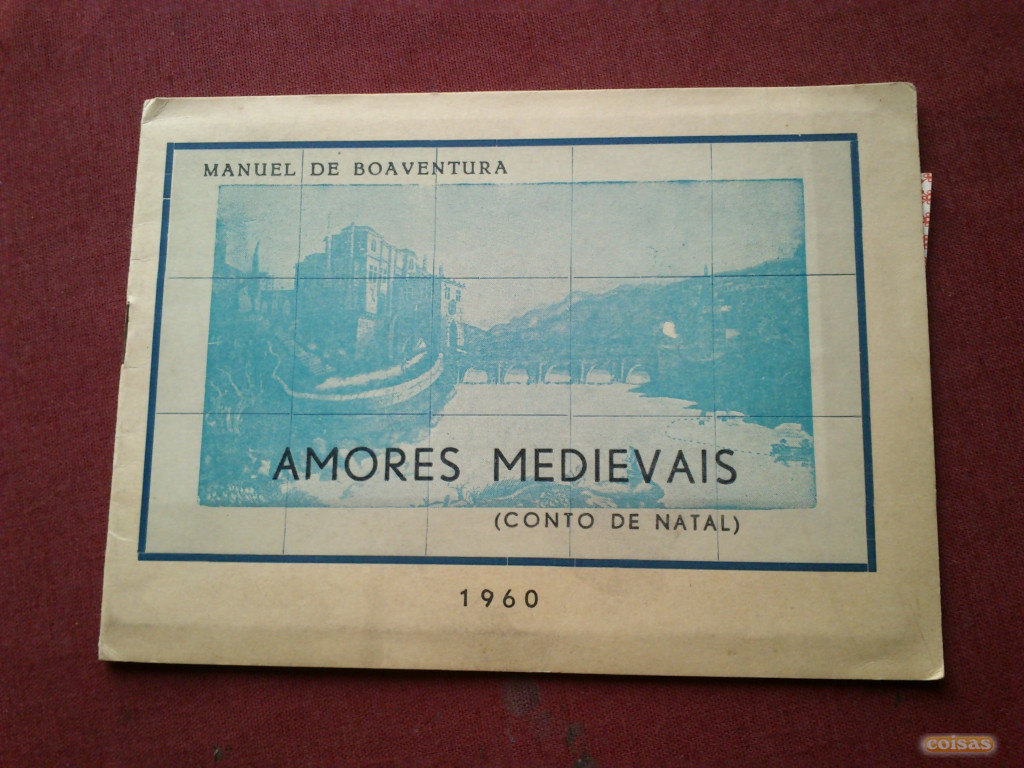 MANUEL DE BOAVENTURA
AMORES MEDIEVAIS
(CONTO DE NATAL)
1960
coisas